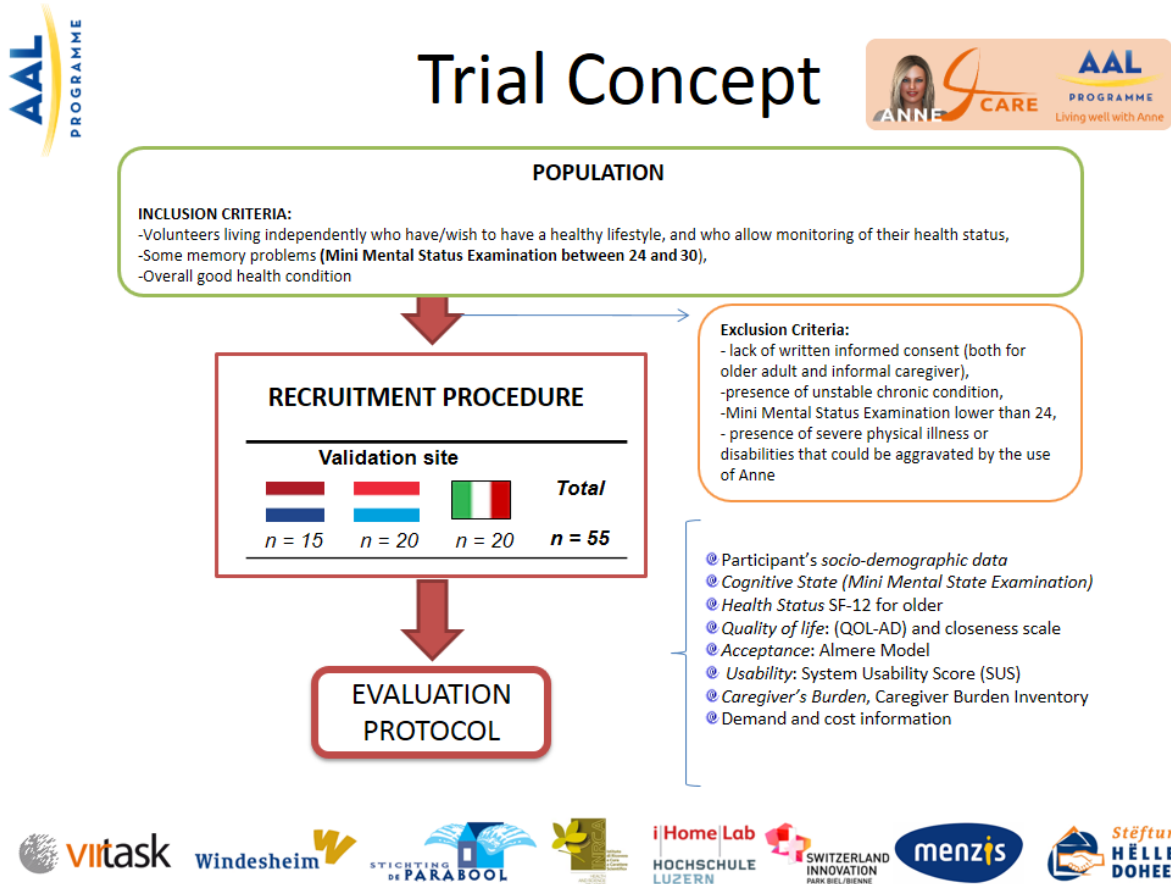 AAL
PROGRAMME
Trial Concept
ANNE
CARE
AAL
PROGRAMME
Living well with Anne
POPULATION
INCLUSION CRITERIA:
-Volunteers living independently who have/wish to have a healthy lifestyle, and who allow monitoring of their health status,
-Some memory problems (Mini Mental Status Examination between 24 and 30),
-Overall good health condition
Exclusion Criteria:
- lack of written informed consent (both for
older adult and informal caregiver),
-presence of unstable chronic condition,
-Mini Mental Status Examination lower than 24,
- presence of severe physical illness or
disabilities that could be aggravated by the use
of Anne
RECRUITMENT PROCEDURE
Validation site
Total
n = 15 n = 20 n = 20 n = 55
Participant's socio-demographic data
Cognitive State (Mini Mental State Examination)
Health Status SF-12 for older
Quality of life: (QOL-AD) and closeness scale
Acceptance: Almere Model
Usability: System Usability Score (SUS)
Caregiver's Burden, Caregiver Burden Inventory
Demand and cost information
EVALUATION
PROTOCOL
virtask
Windesheim
STICHTING
DE PARABOOL
iHomeLab
HOCHSCHULE
LUZERN
SWITZERLAND
INNOVATION
PARK BIEL/BIENNE
menzis
Stëftung
HËLLEF
DOHEEM